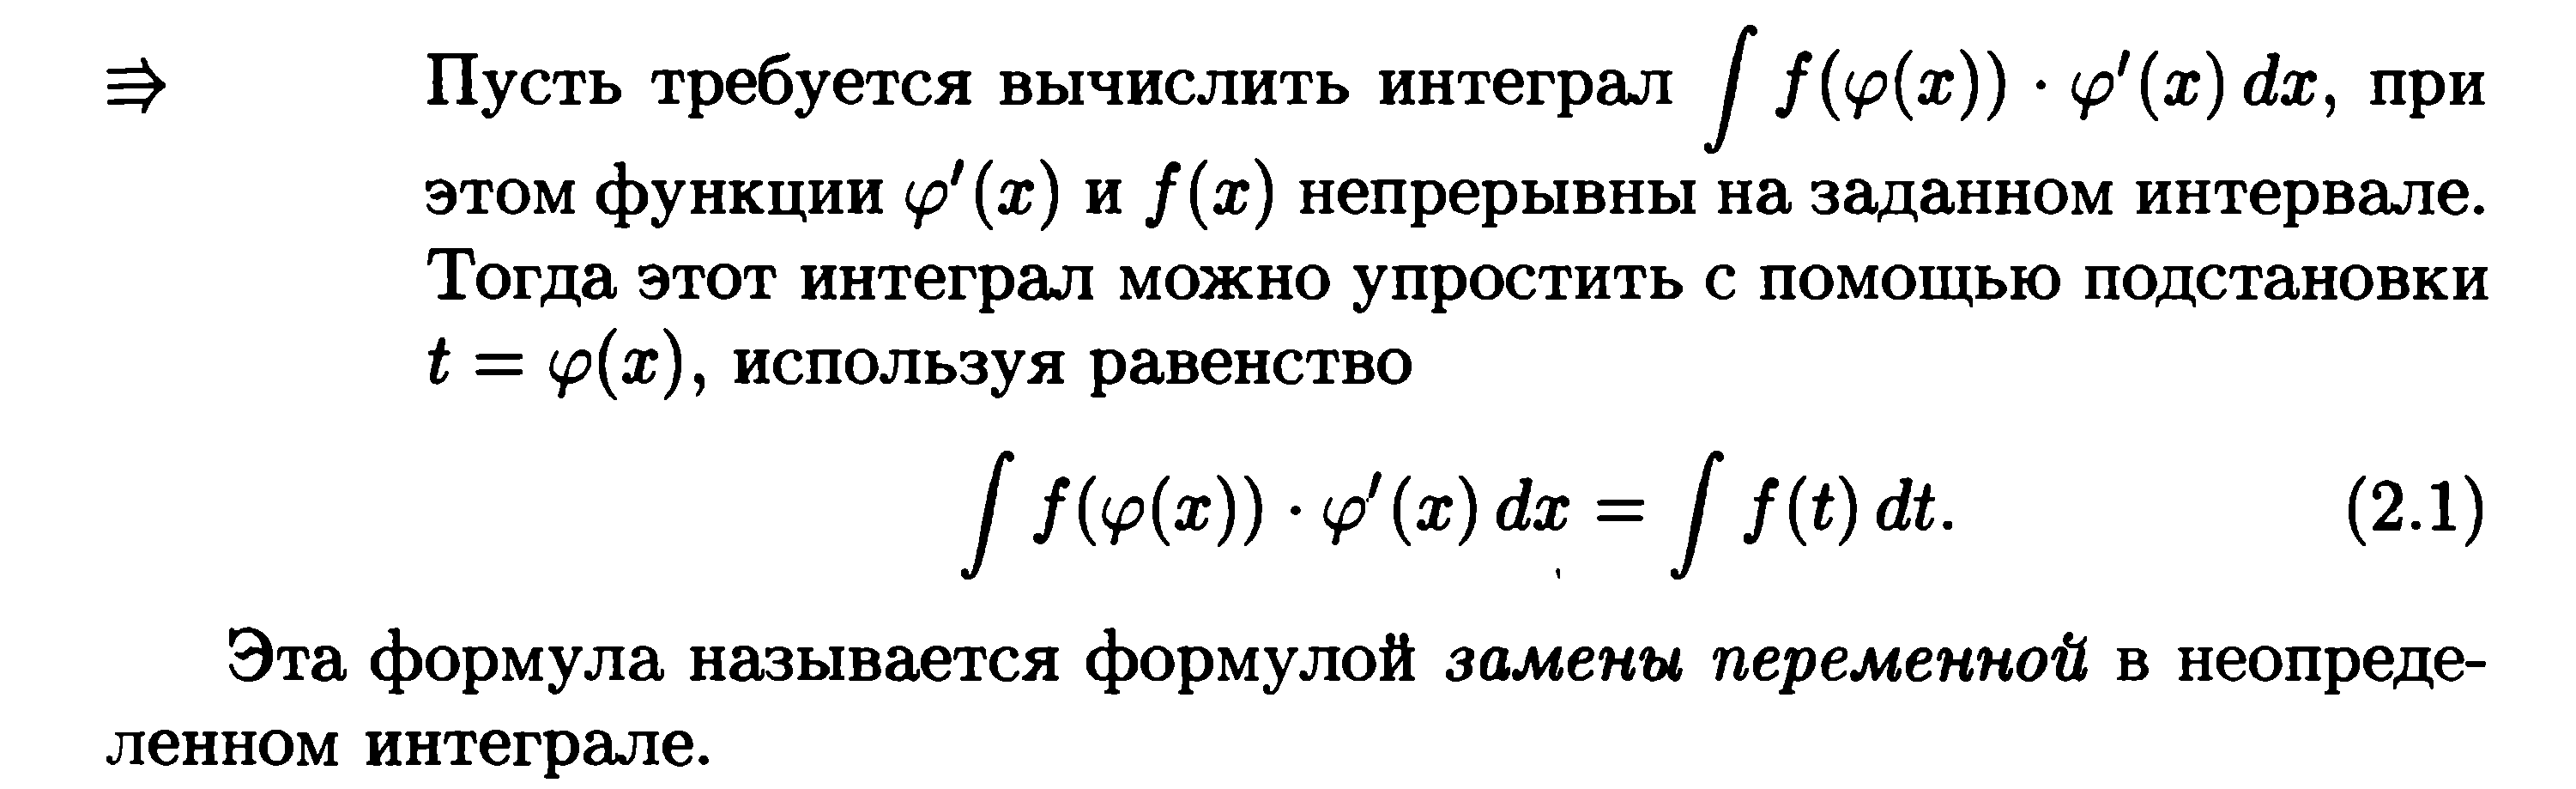 ⇛ Пусть требуется вычислить интеграл ∫ f(φ(x)) · φ′(x) dx, при
этом функции φ′(x) и f(x) непрерывны на заданном интервале.
Тогда этот интеграл можно упростить с помощью подстановки
t = φ(x), используя равенство
∫ f(φ(x)) · φ′(x) dx = ∫ f(t) dt. (2.1)
Эта формула называется формулой замены переменной в неопреде-
ленном интеграле.